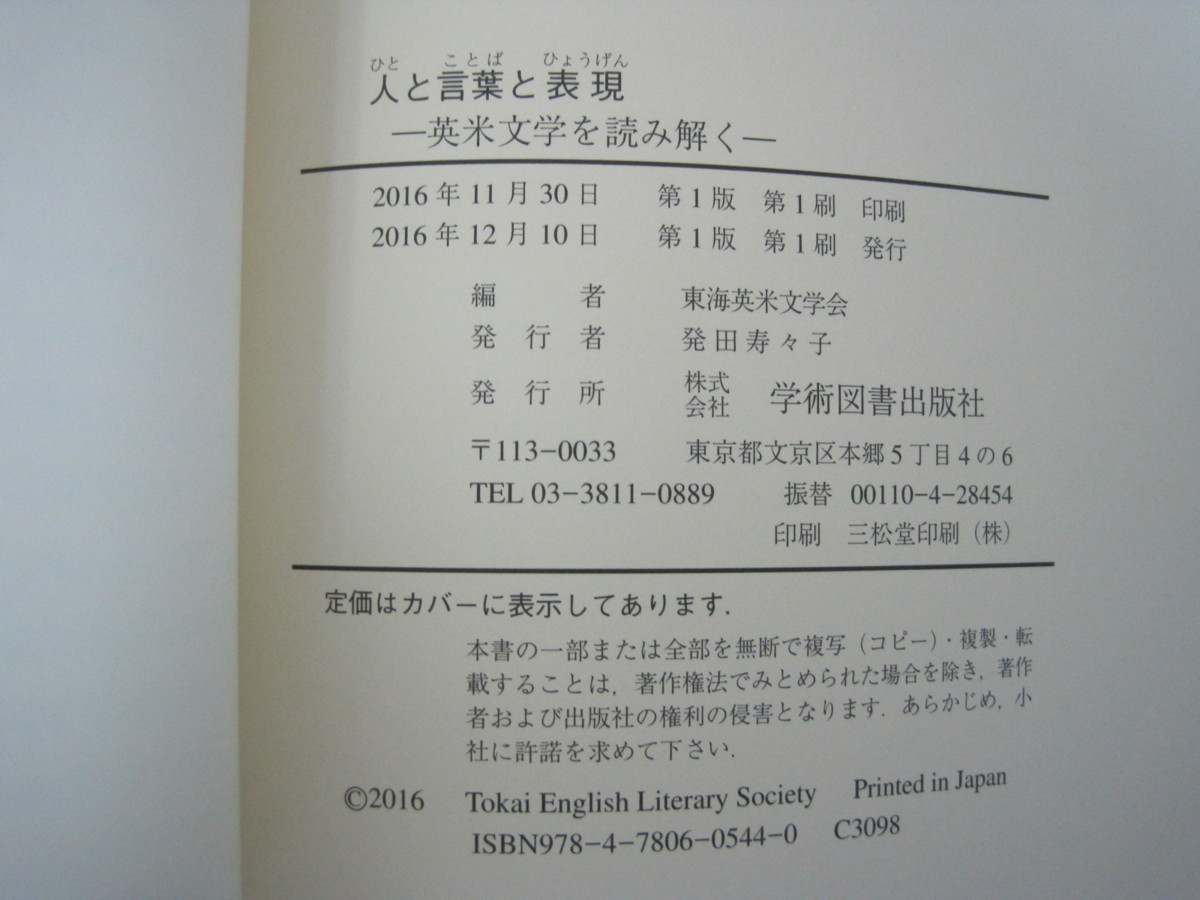 ひと ことば ひょうげん
人と言葉と表現
―英米文学を読み解く―
2016年11月30日 第1版 第1刷 印刷
2016年12月10日 第1版 第1刷 発行
編者 東海英米文学会
発行者 発田寿々子
発行所 株式会社 学術図書出版社
〒113−0033 東京都文京区本郷5丁目4の6
TEL 03−3811−0889 振替 00110−4−28454
印刷 三松堂印刷（株）
定価はカバーに表示してあります.
本書の一部または全部を無断で複写（コピー）・複製・転
載することは, 著作権法でみとめられた場合を除き, 著作
者および出版社の権利の侵害となります. あらかじめ, 小
社に許諾を求めて下さい.
©2016 Tokai English Literary Society Printed in Japan
ISBN978−4−7806−0544−0 C3098